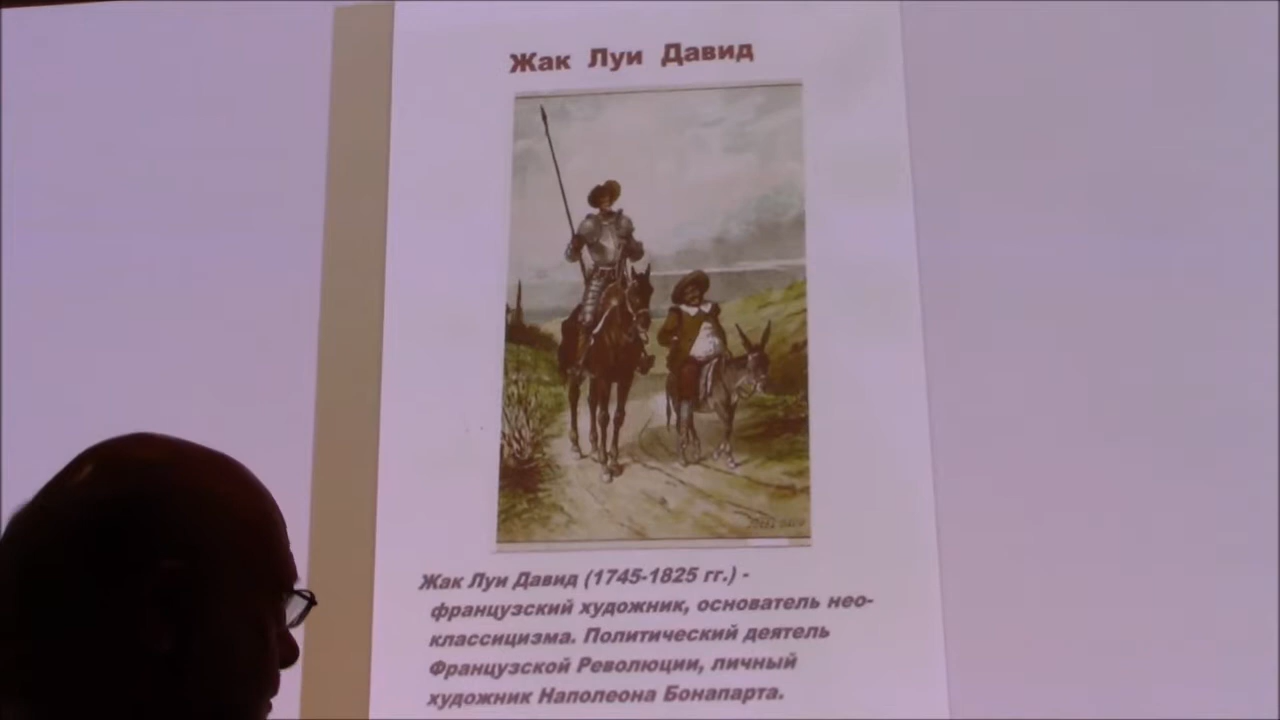 Жак Луи Давид
Жак Луи Давид (1745-1825 гг.) -
французский художник, основатель нео-
классицизма. Политический деятель
Французской Революции, личный
художник Наполеона Бонапарта.